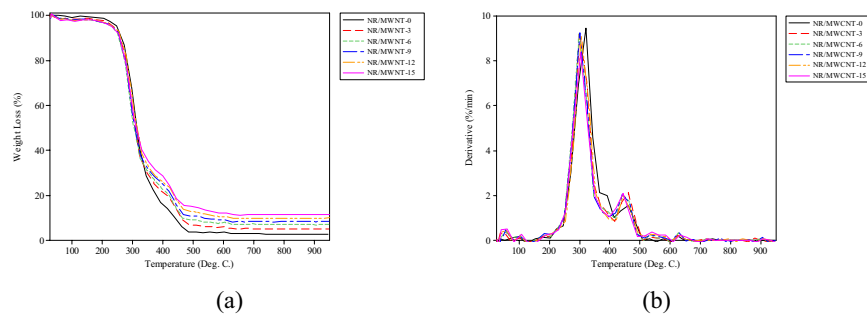 100
80
60
40
20
0
Weight Loss (%)
100 200 300 400 500 600 700 800 900
Temperature (Deg. C.)
NR/MWNT-0
NR/MWNT-3
NR/MWNT-6
NR/MWNT-9
NR/MWNT-12
NR/MWNT-15
(a)
10
8
6
4
2
0
Derivative (%/min)
100 200 300 400 500 600 700 800 900
Temperature (Deg. C.)
NR/MWCNT-0
NR/MWCNT-3
NR/MWCNT-6
NR/MWCNT-9
NR/MWCNT-12
NR/MWCNT-15
(b)